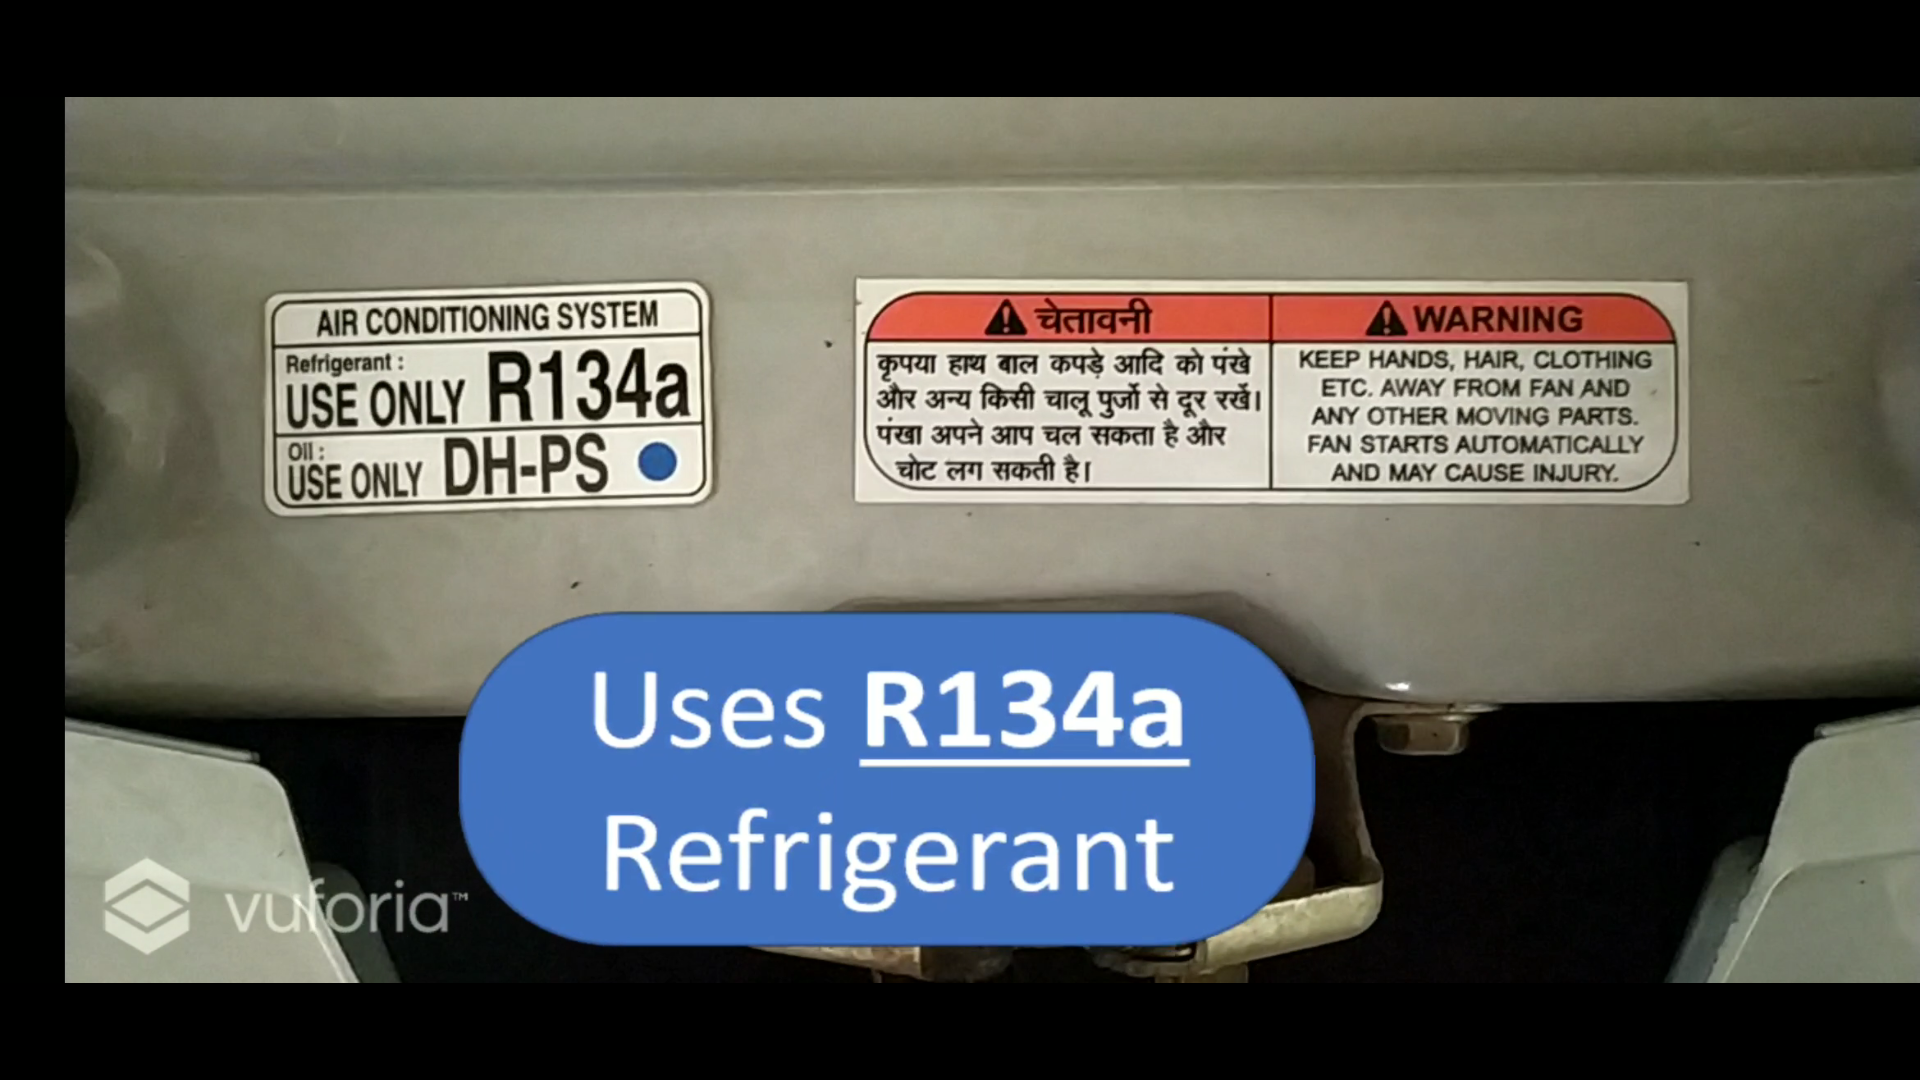 AIR CONDITIONING SYSTEM
Refrigerant :
USE ONLY R134a
Oil :
USE ONLY DH-PS
चेतावनी
कृपया हाथ बाल कपड़े आदि को पंखे
और अन्य किसी चालू पुर्जो से दूर रखें।
पंखा अपने आप चल सकता है और
चोट लग सकती है।
WARNING
KEEP HANDS, HAIR, CLOTHING
ETC. AWAY FROM FAN AND
ANY OTHER MOVING PARTS.
FAN STARTS AUTOMATICALLY
AND MAY CAUSE INJURY.
Uses R134a
Refrigerant
vuforia™